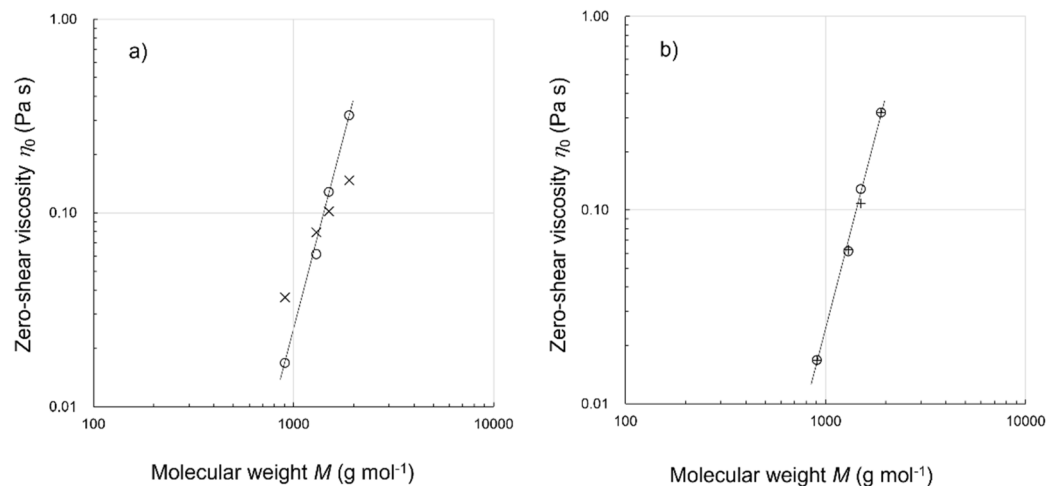 a)
Zero-shear viscosity η0 (Pa s)
1.00
0.10
0.01
100
1000
10000
Molecular weight M (g mol-1)
b)
Zero-shear viscosity η0 (Pa s)
1.00
0.10
0.01
100
1000
10000
Molecular weight M (g mol-1)